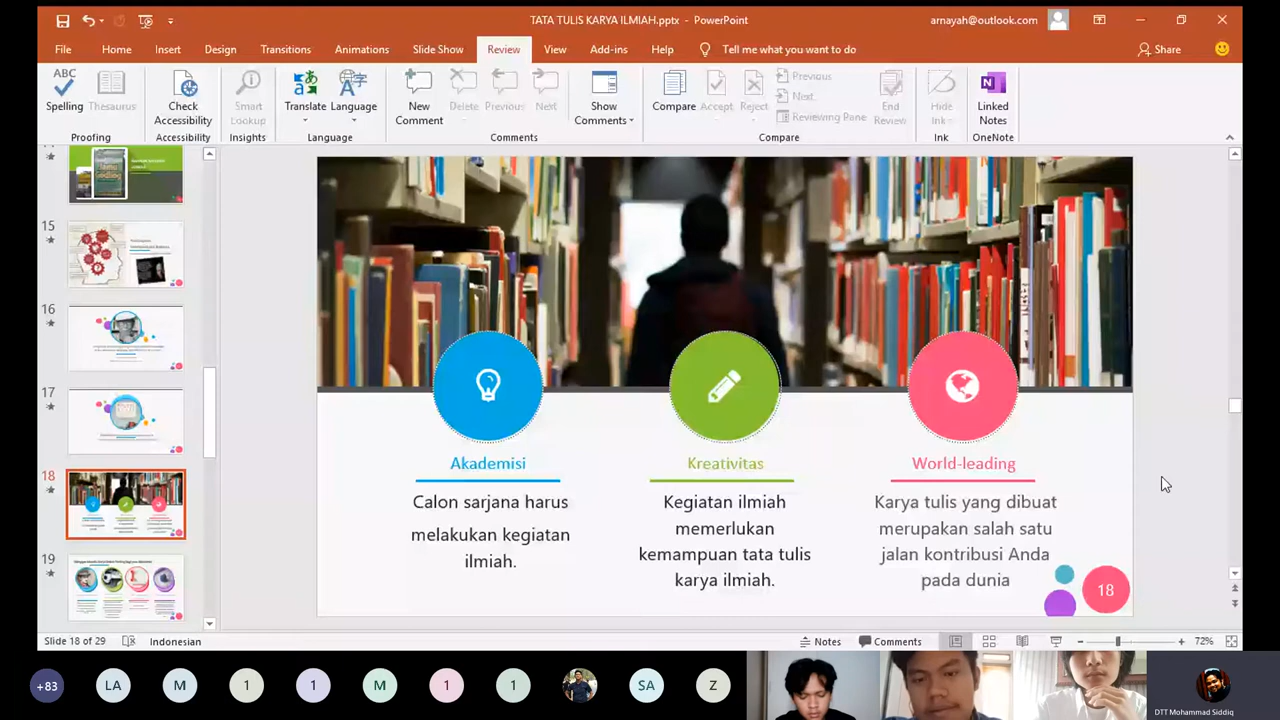 TATA TULIS KARYA ILMIAH.pptx - PowerPoint
arnayah@outlook.com
File Home Insert Design Transitions Animations Slide Show Review View Add-ins Help Tell me what you want to do Share
ABC
Spelling
Thesaurus
Proofing
Check
Accessibility
Accessibility
Smart
Lookup
Insights
Translate
Language
Language
New
Comment
Delete
Previous
Next
Show
Comments
Comments
Compare
Accept
Reject
Previous
Next
Reviewing Pane
End
Review
Compare
Hide
Ink
Ink
Linked
Notes
OneNote
15
16
17
18
19
Akademisi
Calon sarjana harus
melakukan kegiatan
ilmiah.
Kreativitas
Kegiatan ilmiah
memerlukan
kemampuan tata tulis
karya ilmiah.
World-leading
Karya tulis yang dibuat
merupakan salah satu
jalan kontribusi Anda
pada dunia
18
Slide 18 of 29
Indonesian
Notes
Comments
72%
+83
LA
M
1
1
M
1
1
SA
Z
DTT Mohammad Siddiq